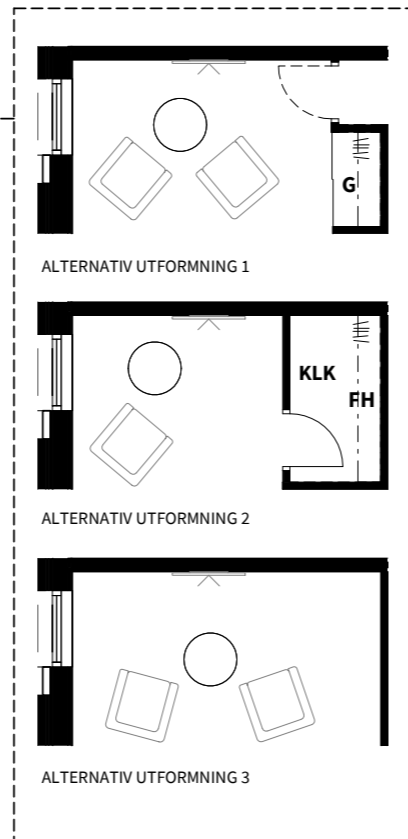 G
ALTERNATIV UTFORMNING 1
KLK
FH
ALTERNATIV UTFORMNING 2
ALTERNATIV UTFORMNING 3